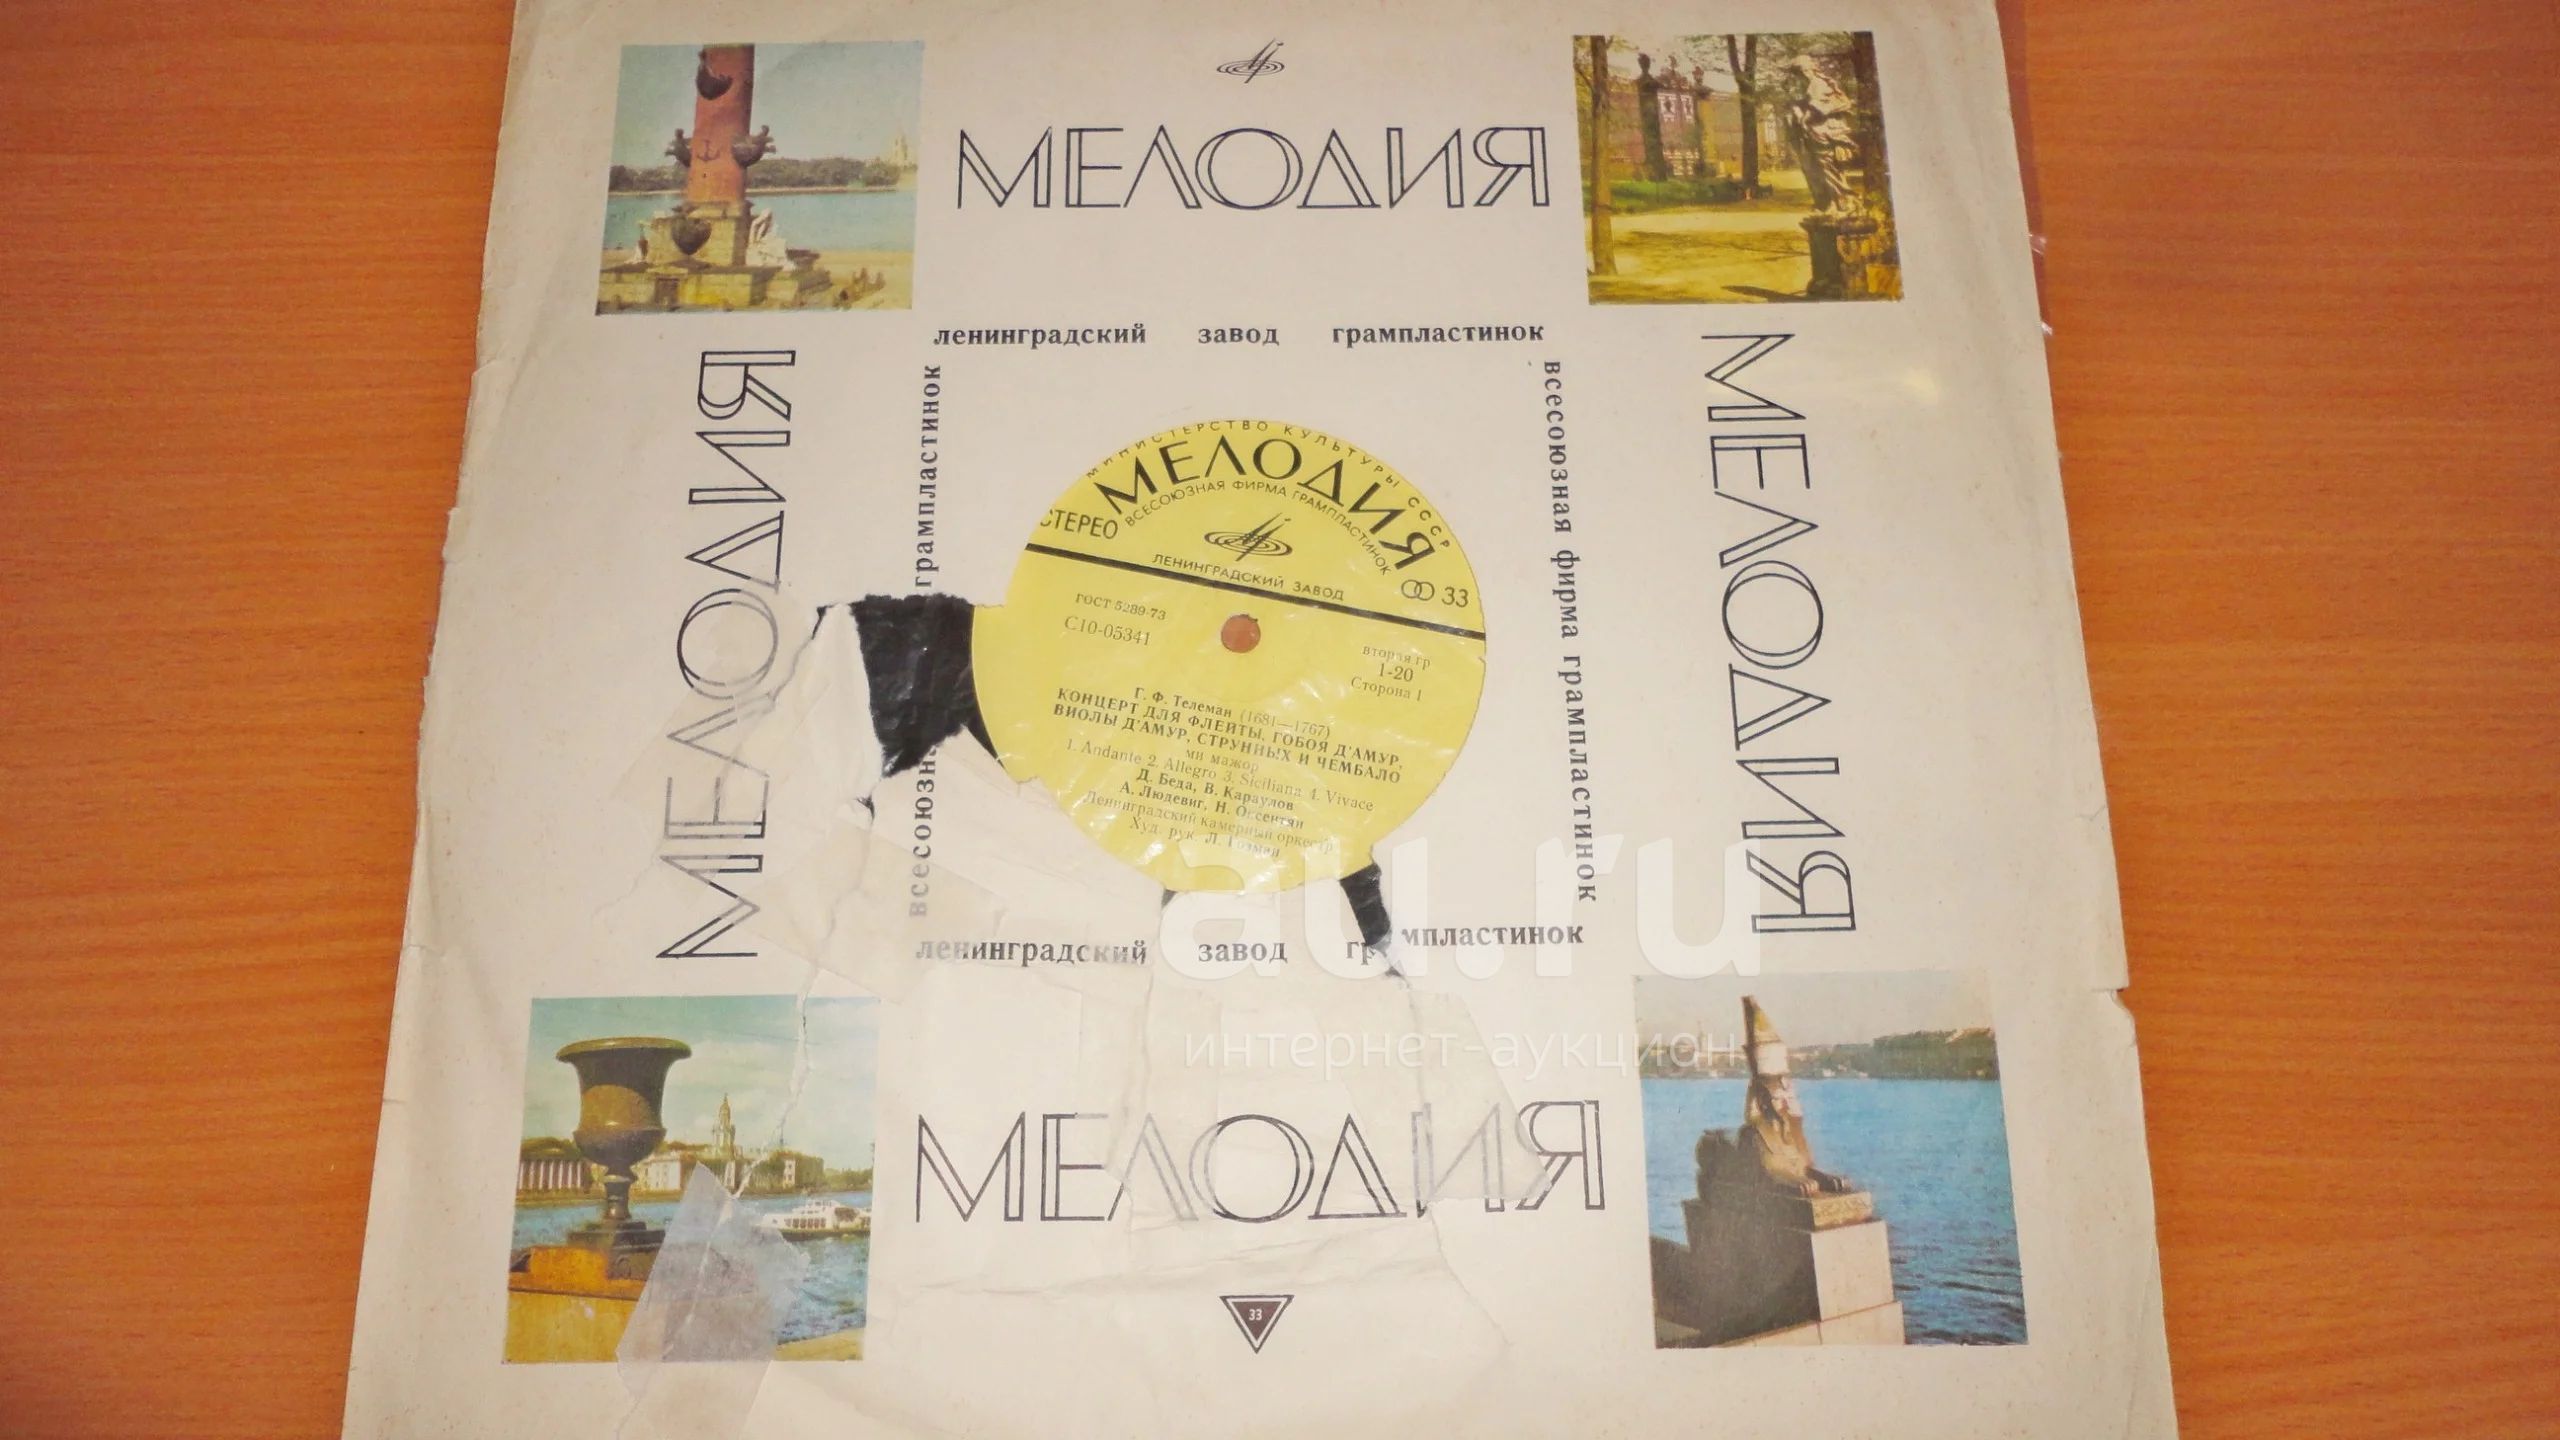 МЕЛОДИЯ
ленинградский завод грампластинок
МЕЛОДИЯ
всесоюзная фирма грампластинок
всесоюзная грампластинок
МЕЛОДИЯ
МИНИСТЕРСТВО КУЛЬТУРЫ СССР
МЕЛОДИЯ
ВСЕСОЮЗНАЯ ФИРМА ГРАМПЛАСТИНОК
СТЕРЕО
ЛЕНИНГРАДСКИЙ ЗАВОД
33
ГОСТ 5289-73
С10-05341
вторая гр
1-20
Сторона 1
Г. Ф. Телеман (1681—1767)
КОНЦЕРТ ДЛЯ ФЛЕЙТЫ, ГОБОЯ Д'АМУР,
ВИОЛЫ Д'АМУР, СТРУННЫХ И ЧЕМБАЛО
ми мажор
1. Andante 2. Allegro 3. Siciliana 4. Vivace
Д. Беда, В. Караулов
А. Людевиг, Н. Оксентян
Ленинградский камерный оркестр
Худ. рук. Л. Гозман
ленинградский завод грампластинок
au.ru
интернет-аукцион
МЕЛОДИЯ
33